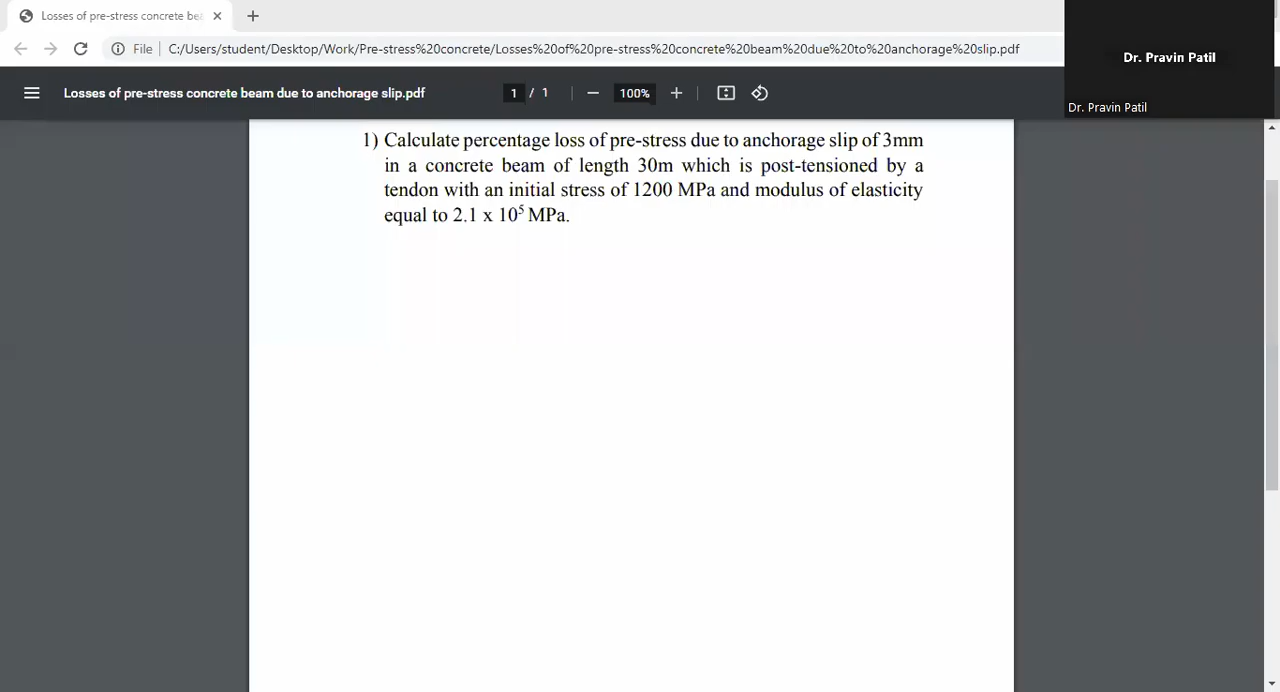 Losses of pre-stress concrete be
File C:/Users/student/Desktop/Work/Pre-stress%20concrete/Losses%20of%20pre-stress%20concrete%20beam%20due%20to%20anchorage%20slip.pdf
Dr. Pravin Patil
Dr. Pravin Patil
Losses of pre-stress concrete beam due to anchorage slip.pdf 1 / 1 100%
1) Calculate percentage loss of pre-stress due to anchorage slip of 3mm
in a concrete beam of length 30m which is post-tensioned by a
tendon with an initial stress of 1200 MPa and modulus of elasticity
equal to 2.1 x 10⁵ MPa.